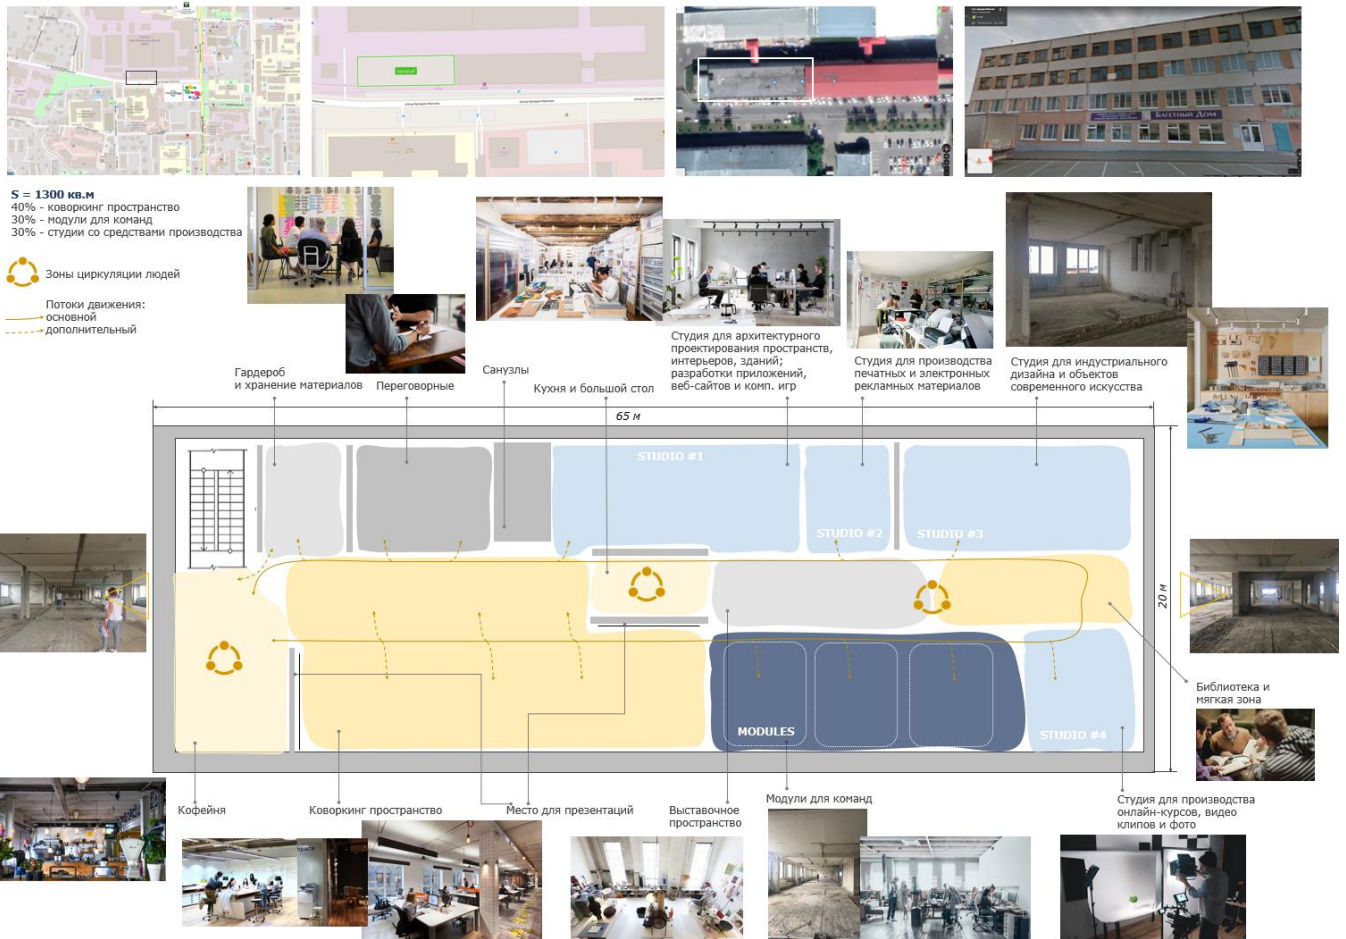 БАГЕТНЫЙ ДОМ
S = 1300 кв.м
40% - коворкинг пространство
30% - модули для команд
30% - студии со средствами производства
Зоны циркуляции людей
Потоки движения:
основной
дополнительный
Гардероб
и хранение материалов
Переговорные
Санузлы
Кухня и большой стол
Студия для архитектурного
проектирования пространств,
интерьеров, зданий;
разработки приложений,
веб-сайтов и комп. игр
Студия для производства
печатных и электронных
рекламных материалов
Студия для индустриального
дизайна и объектов
современного искусства
65 м
STUDIO #1
STUDIO #2
STUDIO #3
20 м
MODULES
STUDIO #4
Библиотека и
мягкая зона
Кофейня
Коворкинг пространство
Место для презентаций
Выставочное
пространство
Модули для команд
Студия для производства
онлайн-курсов, видео
клипов и фото
space